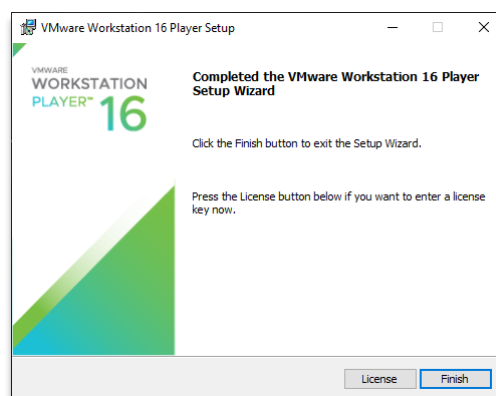 VMware Workstation 16 Player Setup
VMWARE
WORKSTATION
PLAYER™ 16
Completed the VMware Workstation 16 Player
Setup Wizard
Click the Finish button to exit the Setup Wizard.
Press the License button below if you want to enter a license
key now.
License Finish